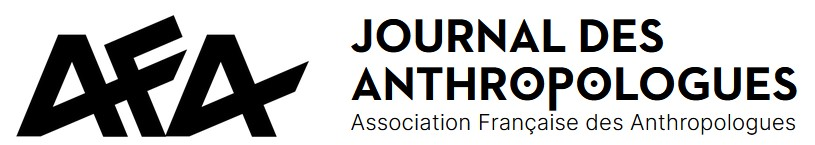 AFA
JOURNAL DES
ANTHROPOLOGUES
Association Française des Anthropologues